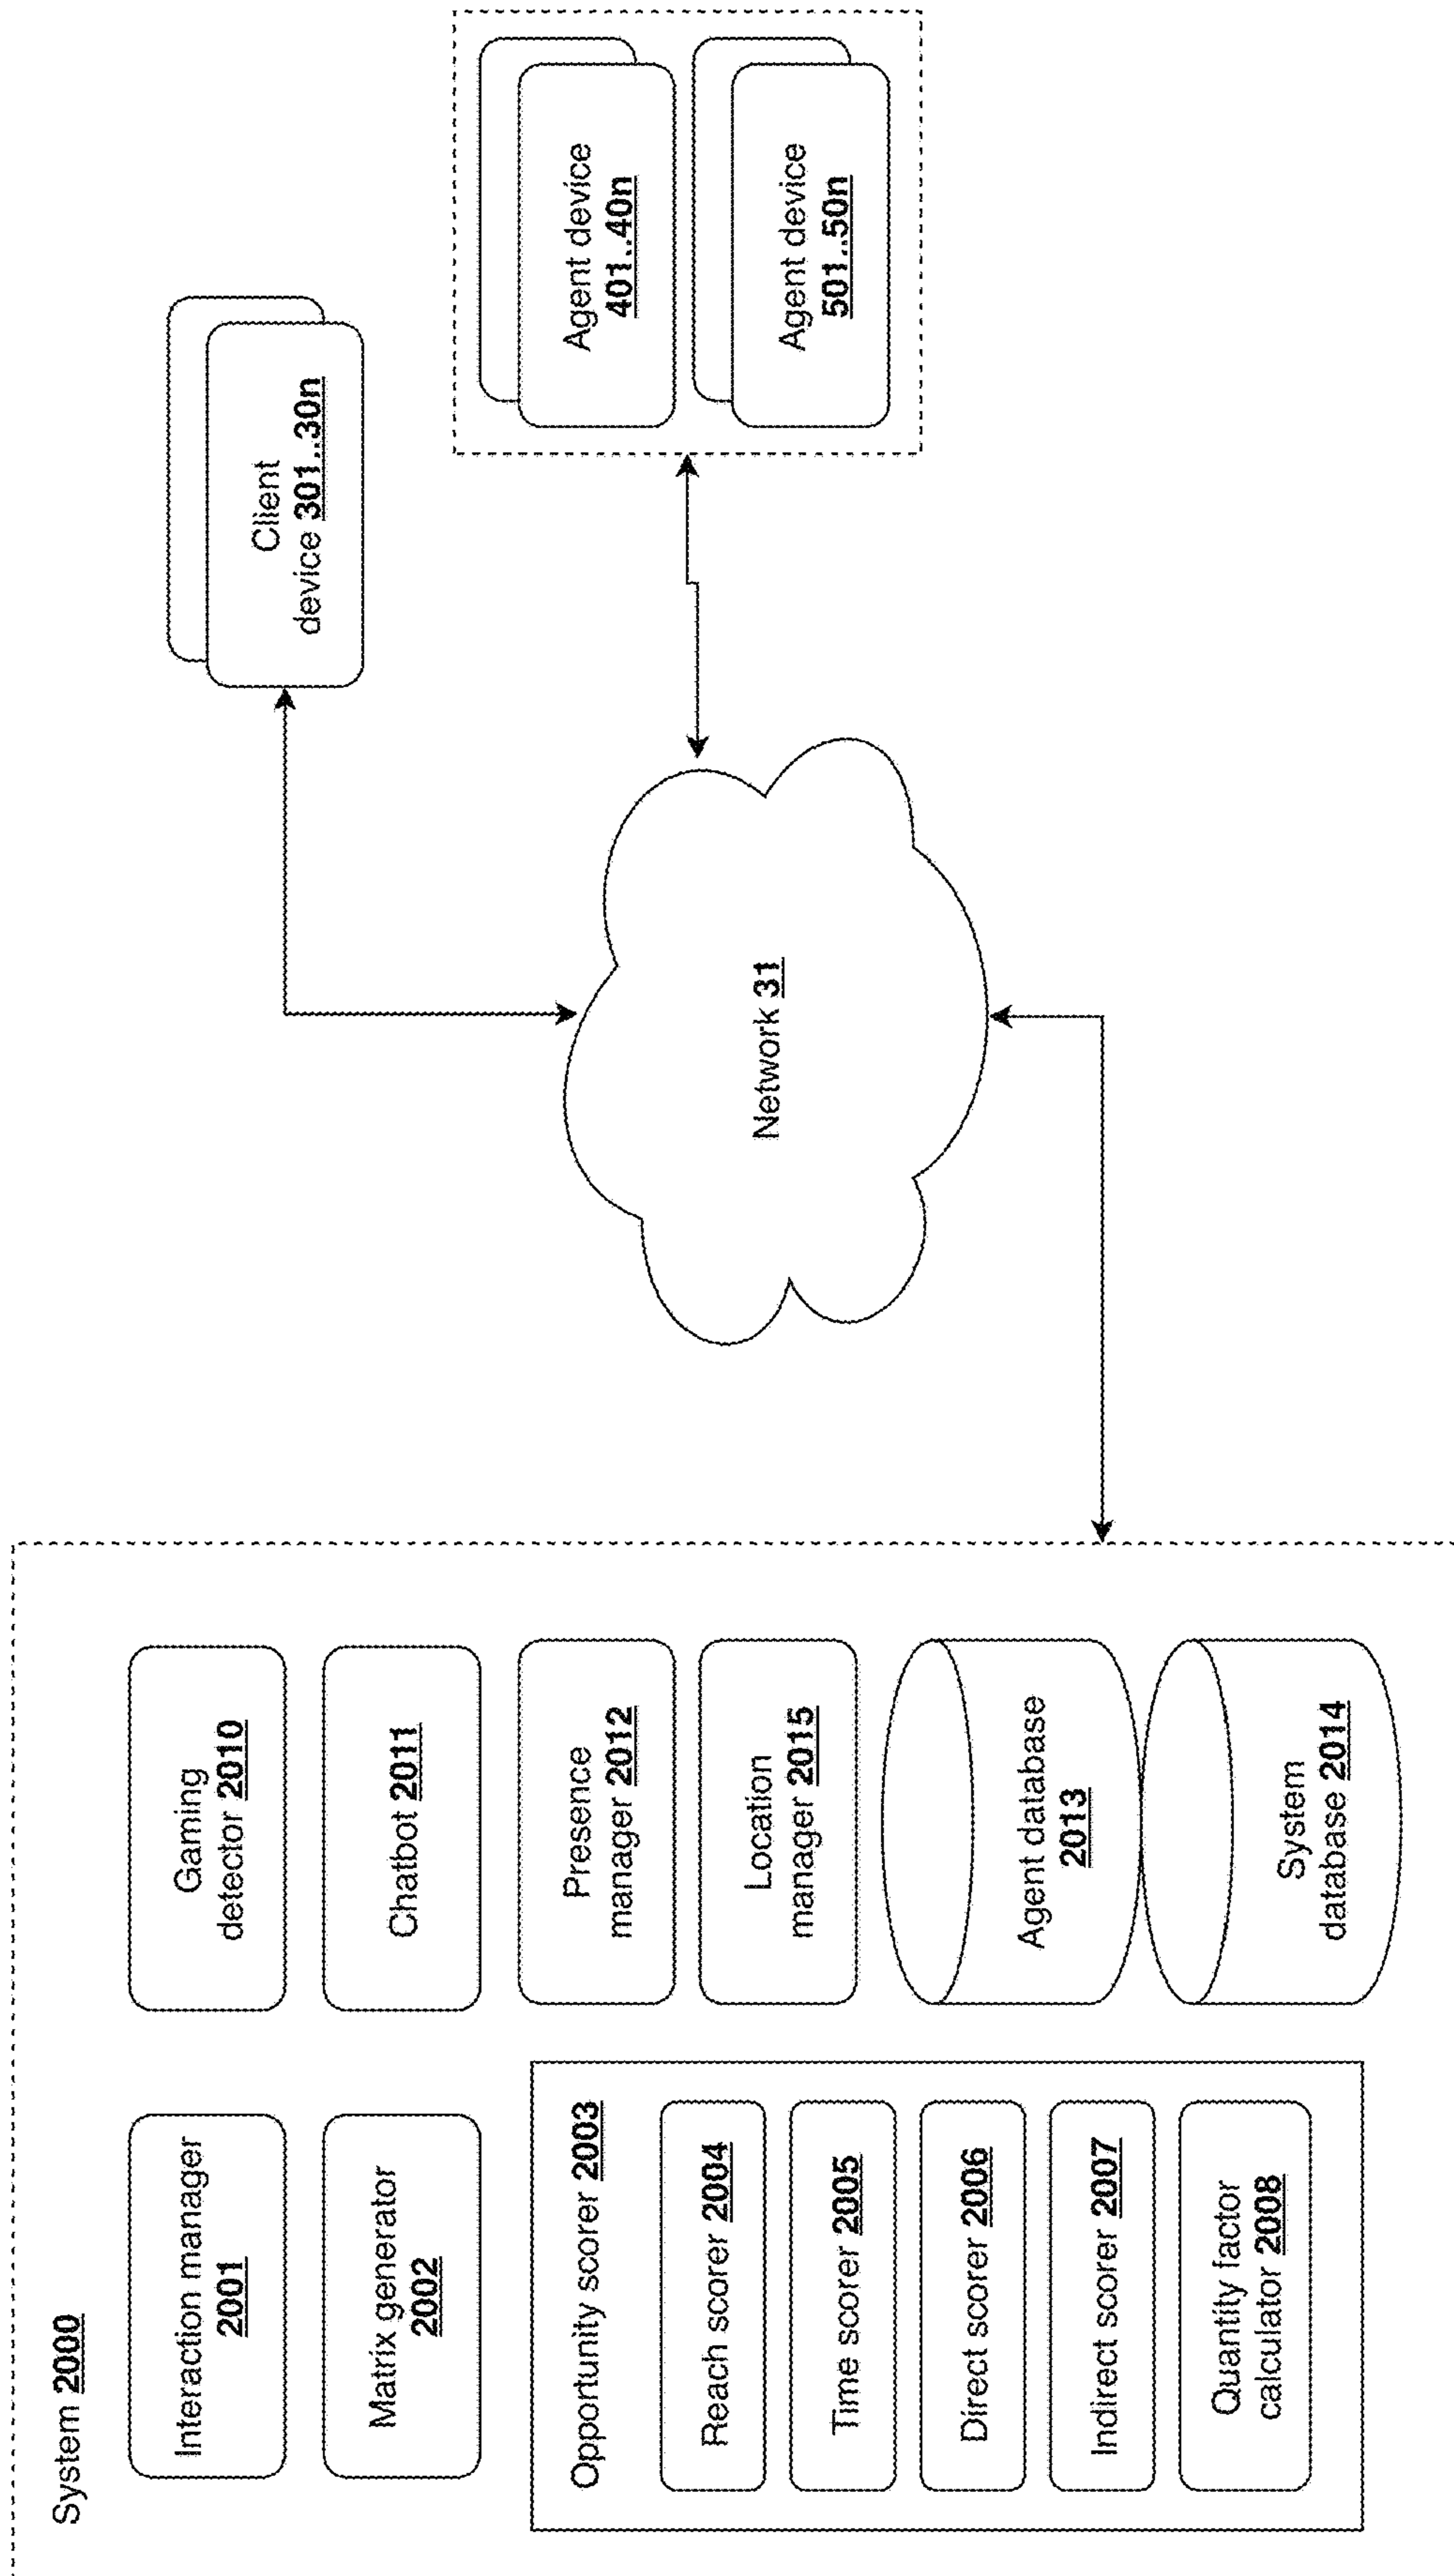 System 2000
Interaction manager
2001
Matrix generator
2002
Opportunity scorer 2003
Reach scorer 2004
Time scorer 2005
Direct scorer 2006
Indirect scorer 2007
Quantity factor
calculator 2008
Gaming
detector 2010
Chatbot 2011
Presence
manager 2012
Location
manager 2015
Agent database
2013
System
database 2014
Network 31
Client
device 301..30n
Agent device
401..40n
Agent device
501..50n